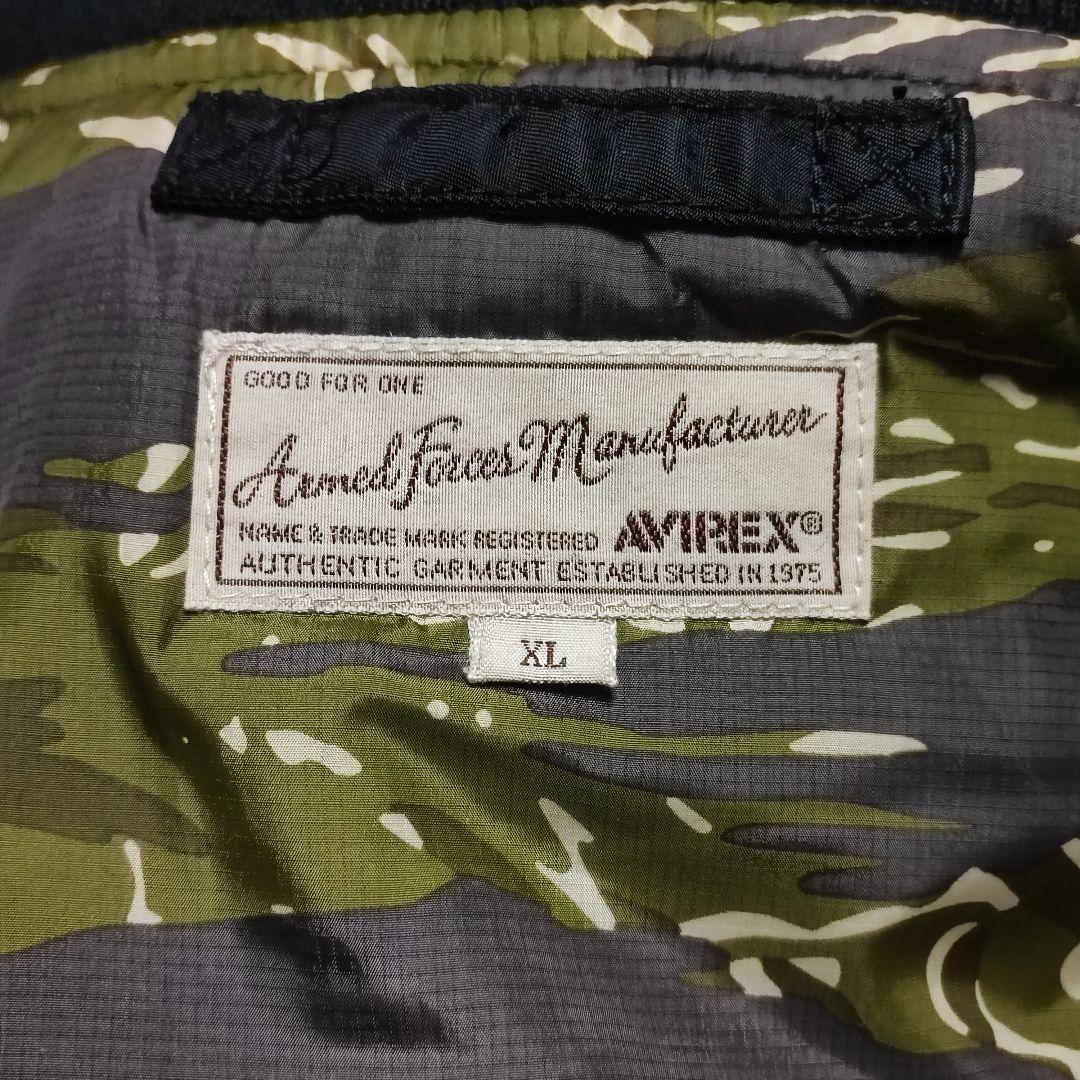 GOOD FOR ONE
Armed Forces Manufacturer
NAME & TRADE MARK REGISTERED AVIREX®
AUTHENTIC GARMENT ESTABLISHED IN 1975
XL